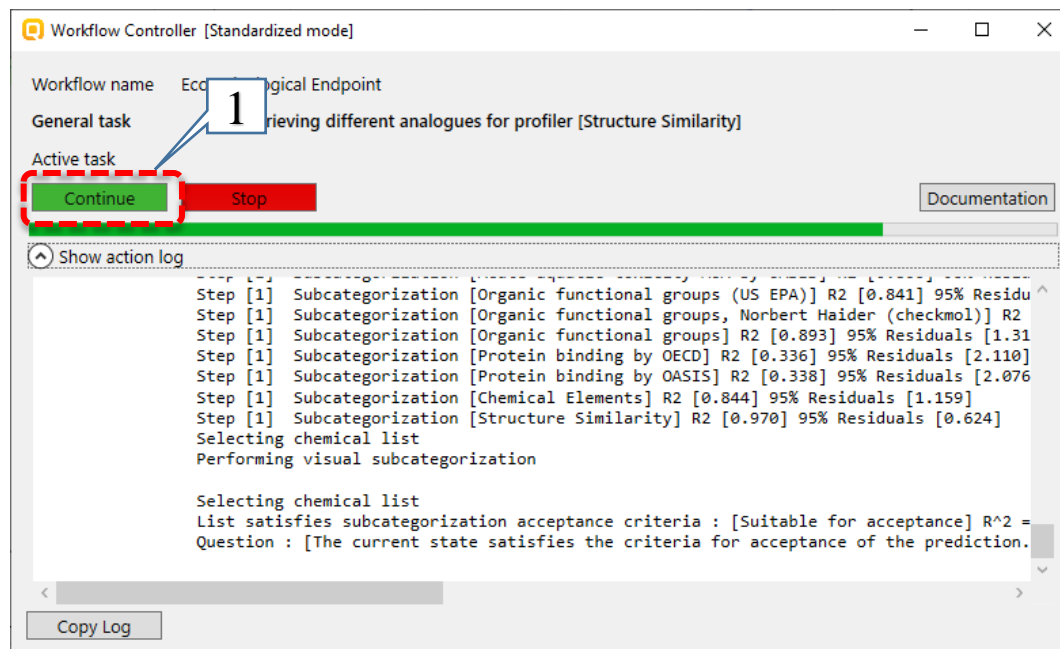 Workflow Controller [Standardized mode]
Workflow name Eco gical Endpoint
1
General task rieving different analogues for profiler [Structure Similarity]
Active task
Continue Stop Documentation
Show action log
Step [1] Subcategorization [Organic functional groups (US EPA)] R2 [0.841] 95% Residu
Step [1] Subcategorization [Organic functional groups, Norbert Haider (checkmol)] R2
Step [1] Subcategorization [Organic functional groups] R2 [0.893] 95% Residuals [1.31
Step [1] Subcategorization [Protein binding by OECD] R2 [0.336] 95% Residuals [2.110]
Step [1] Subcategorization [Protein binding by OASIS] R2 [0.338] 95% Residuals [2.076
Step [1] Subcategorization [Chemical Elements] R2 [0.844] 95% Residuals [1.159]
Step [1] Subcategorization [Structure Similarity] R2 [0.970] 95% Residuals [0.624]
Selecting chemical list
Performing visual subcategorization
Selecting chemical list
List satisfies subcategorization acceptance criteria : [Suitable for acceptance] R^2 =
Question : [The current state satisfies the criteria for acceptance of the prediction.
Copy Log